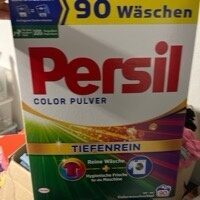 90 Wäschen
Persil
COLOR PULVER
TIEFENREIN
Reine Wäsche
+
Hygienische Frische
für die Maschine